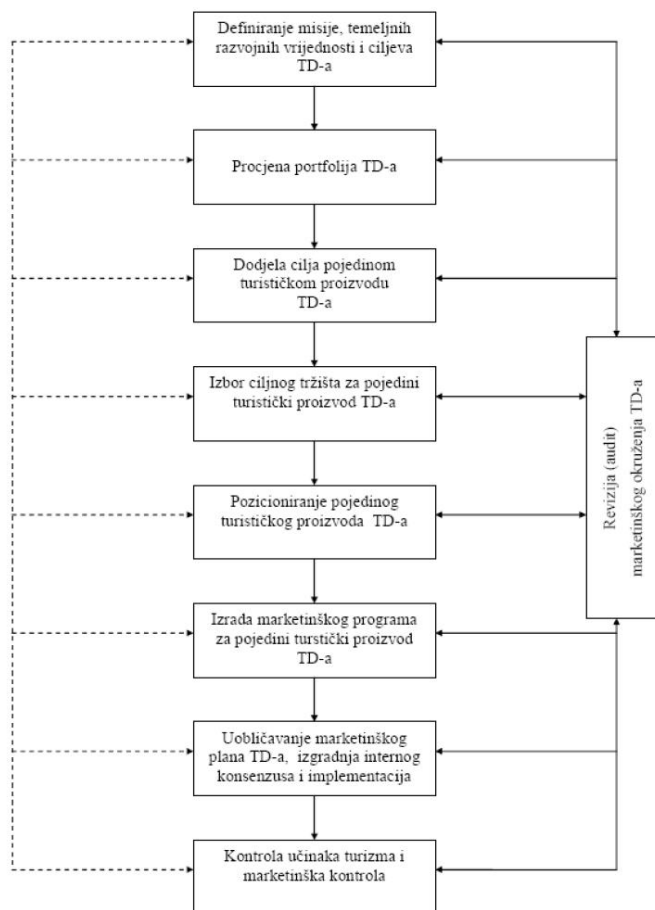 Definiranje misije, temeljnih
razvojnih vrijednosti i ciljeva
TD-a
Procjena portfolija TD-a
Dodjela cilja pojedinom
turističkom proizvodu
TD-a
Izbor ciljnog tržišta za pojedini
turistički proizvod TD-a
Pozicioniranje pojedinog
turističkog proizvoda TD-a
Izrada marketinškog programa
za pojedini turstički proizvod
TD-a
Uobličavanje marketinškog
plana TD-a, izgradnja internog
konsenzusa i implementacija
Kontrola učinaka turizma i
marketinška kontrola
Revizija (audit)
marketinškog okruženja TD-a